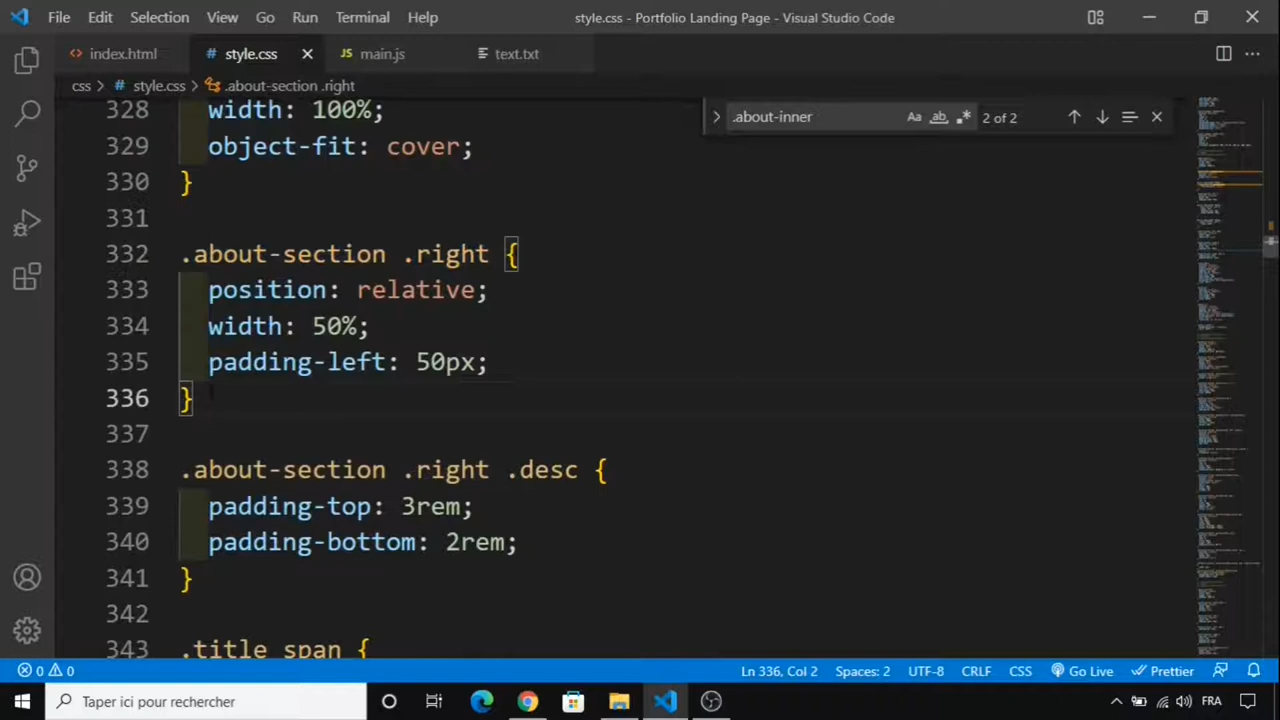 File Edit Selection View Go Run Terminal Help style.css - Portfolio Landing Page - Visual Studio Code
index.html # style.css JS main.js text.txt
css > # style.css > .about-section .right
.about-inner Aa ab .* 2 of 2
328 width: 100%;
329 object-fit: cover;
330 }
331
332 .about-section .right {
333 position: relative;
334 width: 50%;
335 padding-left: 50px;
336 }
337
338 .about-section .right .desc {
339 padding-top: 3rem;
340 padding-bottom: 2rem;
341 }
342
343 .title span {
0 0 Ln 336, Col 2 Spaces: 2 UTF-8 CRLF CSS Go Live Prettier
Taper ici pour rechercher FRA